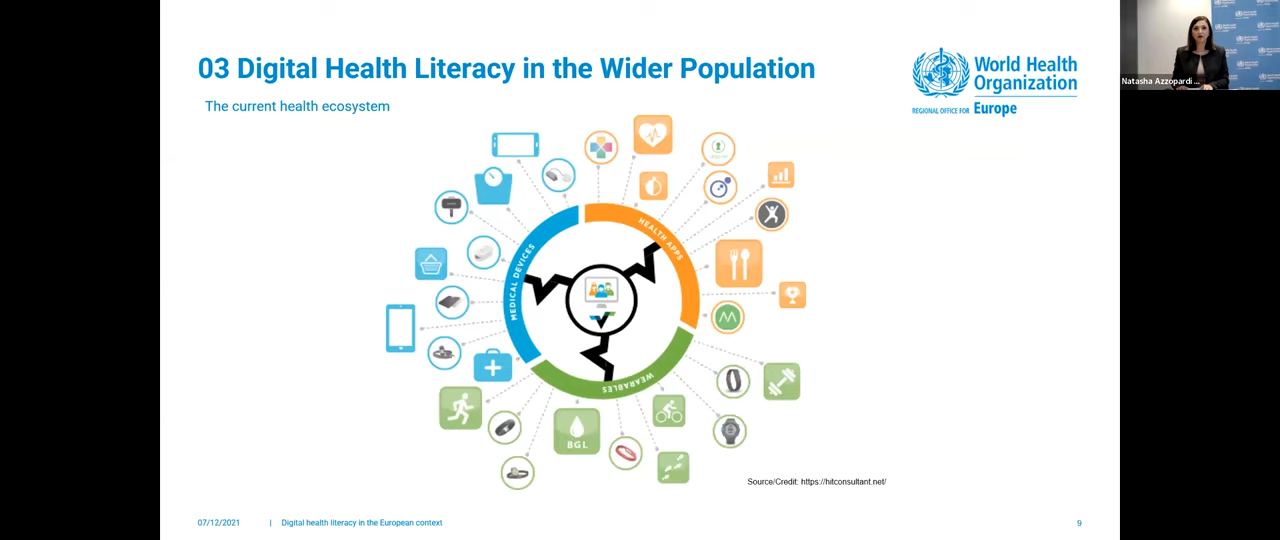 03 Digital Health Literacy in the Wider Population
The current health ecosystem
World Health
Organization
REGIONAL OFFICE FOR Europe
Natasha Azzopardi ...
HEALTH APPS
MEDICAL DEVICES
WEARABLES
BGL
Source/Credit: https://hitconsultant.net/
07/12/2021 | Digital health literacy in the European context 9